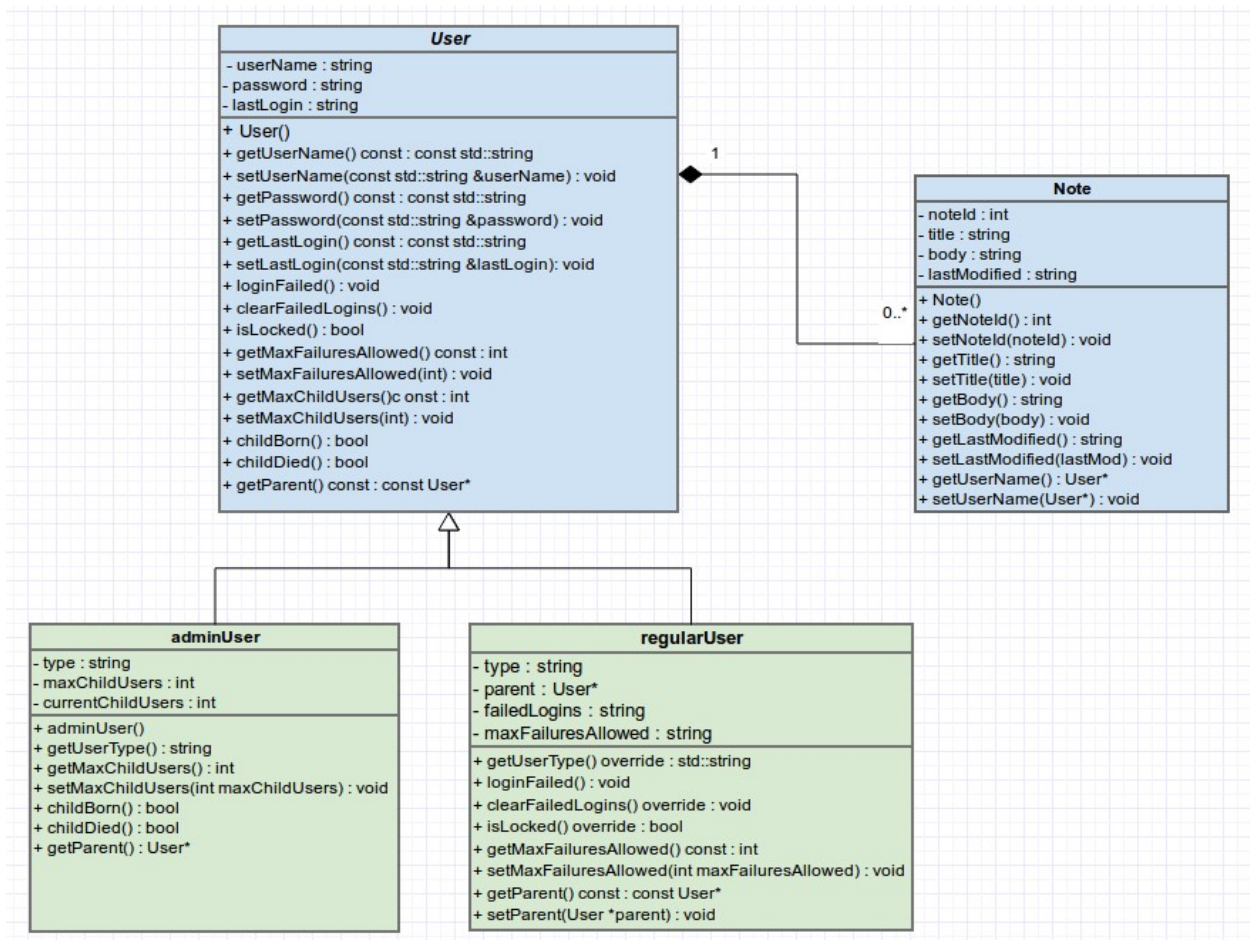 User
- userName : string
- password : string
- lastLogin : string
+ User()
+ getUserName() const : const std::string
+ setUserName(const std::string &userName) : void
+ getPassword() const : const std::string
+ setPassword(const std::string &password) : void
+ getLastLogin() const : const std::string
+ setLastLogin(const std::string &lastLogin): void
+ loginFailed() : void
+ clearFailedLogins() : void
+ isLocked() : bool
+ getMaxFailuresAllowed() const : int
+ setMaxFailuresAllowed(int) : void
+ getMaxChildUsers()c onst : int
+ setMaxChildUsers(int) : void
+ childBorn() : bool
+ childDied() : bool
+ getParent() const : const User*
1
0..*
Note
- noteId : int
- title : string
- body : string
- lastModified : string
+ Note()
+ getNoteId() : int
+ setNoteId(noteId) : void
+ getTitle() : string
+ setTitle(title) : void
+ getBody() : string
+ setBody(body) : void
+ getLastModified() : string
+ setLastModified(lastMod) : void
+ getUserName() : User*
+ setUserName(User*) : void
adminUser
- type : string
- maxChildUsers : int
- currentChildUsers : int
+ adminUser()
+ getUserType() : string
+ getMaxChildUsers() : int
+ setMaxChildUsers(int maxChildUsers) : void
+ childBorn() : bool
+ childDied() : bool
+ getParent() : User*
regularUser
- type : string
- parent : User*
- failedLogins : string
- maxFailuresAllowed : string
+ getUserType() override : std::string
+ loginFailed() : void
+ clearFailedLogins() override : void
+ isLocked() override : bool
+ getMaxFailuresAllowed() const : int
+ setMaxFailuresAllowed(int maxFailuresAllowed) : void
+ getParent() const : const User*
+ setParent(User *parent) : void